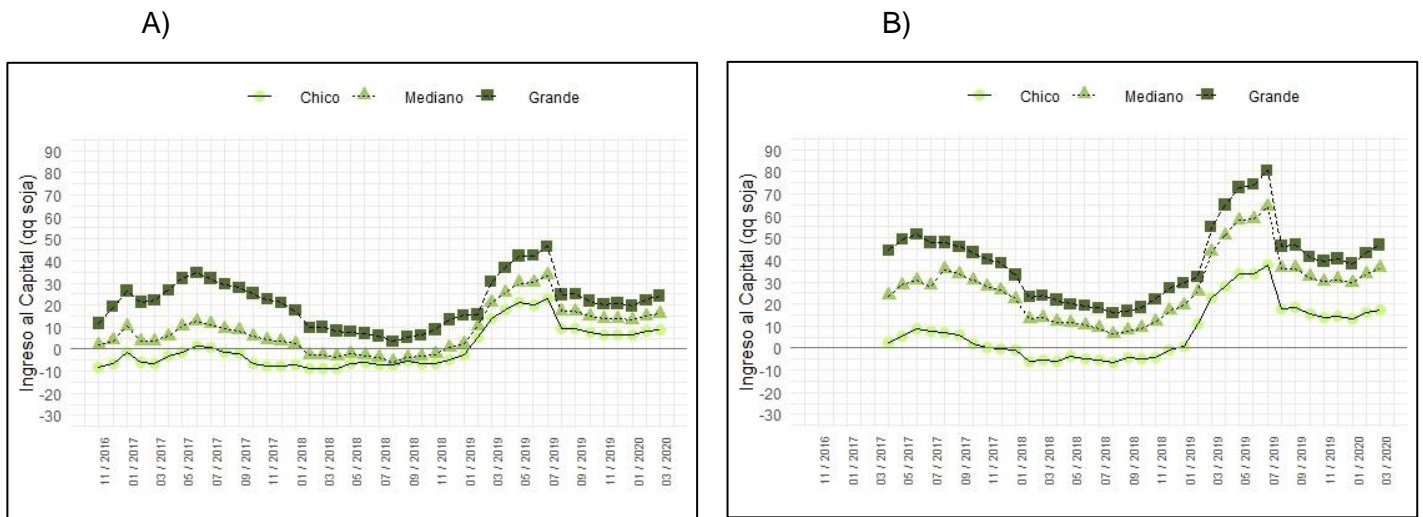 A)
Chico Mediano Grande
Ingreso al Capital (qq soja)
90
80
70
60
50
40
30
20
10
0
-10
-20
-30
11 / 2016
01 / 2017
03 / 2017
05 / 2017
07 / 2017
09 / 2017
11 / 2017
01 / 2018
03 / 2018
05 / 2018
07 / 2018
09 / 2018
11 / 2018
01 / 2019
03 / 2019
05 / 2019
07 / 2019
09 / 2019
11 / 2019
01 / 2020
03 / 2020
B)
Chico Mediano Grande
Ingreso al Capital (qq soja)
90
80
70
60
50
40
30
20
10
0
-10
-20
-30
11 / 2016
01 / 2017
03 / 2017
05 / 2017
07 / 2017
09 / 2017
11 / 2017
01 / 2018
03 / 2018
05 / 2018
07 / 2018
09 / 2018
11 / 2018
01 / 2019
03 / 2019
05 / 2019
07 / 2019
09 / 2019
11 / 2019
01 / 2020
03 / 2020